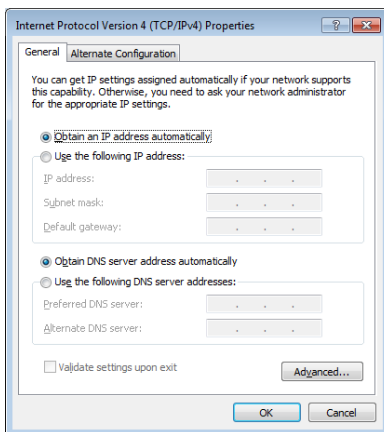 Internet Protocol Version 4 (TCP/IPv4) Properties
General
Alternate Configuration
You can get IP settings assigned automatically if your network supports
this capability. Otherwise, you need to ask your network administrator
for the appropriate IP settings.
Obtain an IP address automatically
Use the following IP address:
IP address:
Subnet mask:
Default gateway:
Obtain DNS server address automatically
Use the following DNS server addresses:
Preferred DNS server:
Alternate DNS server:
Validate settings upon exit
Advanced...
OK
Cancel